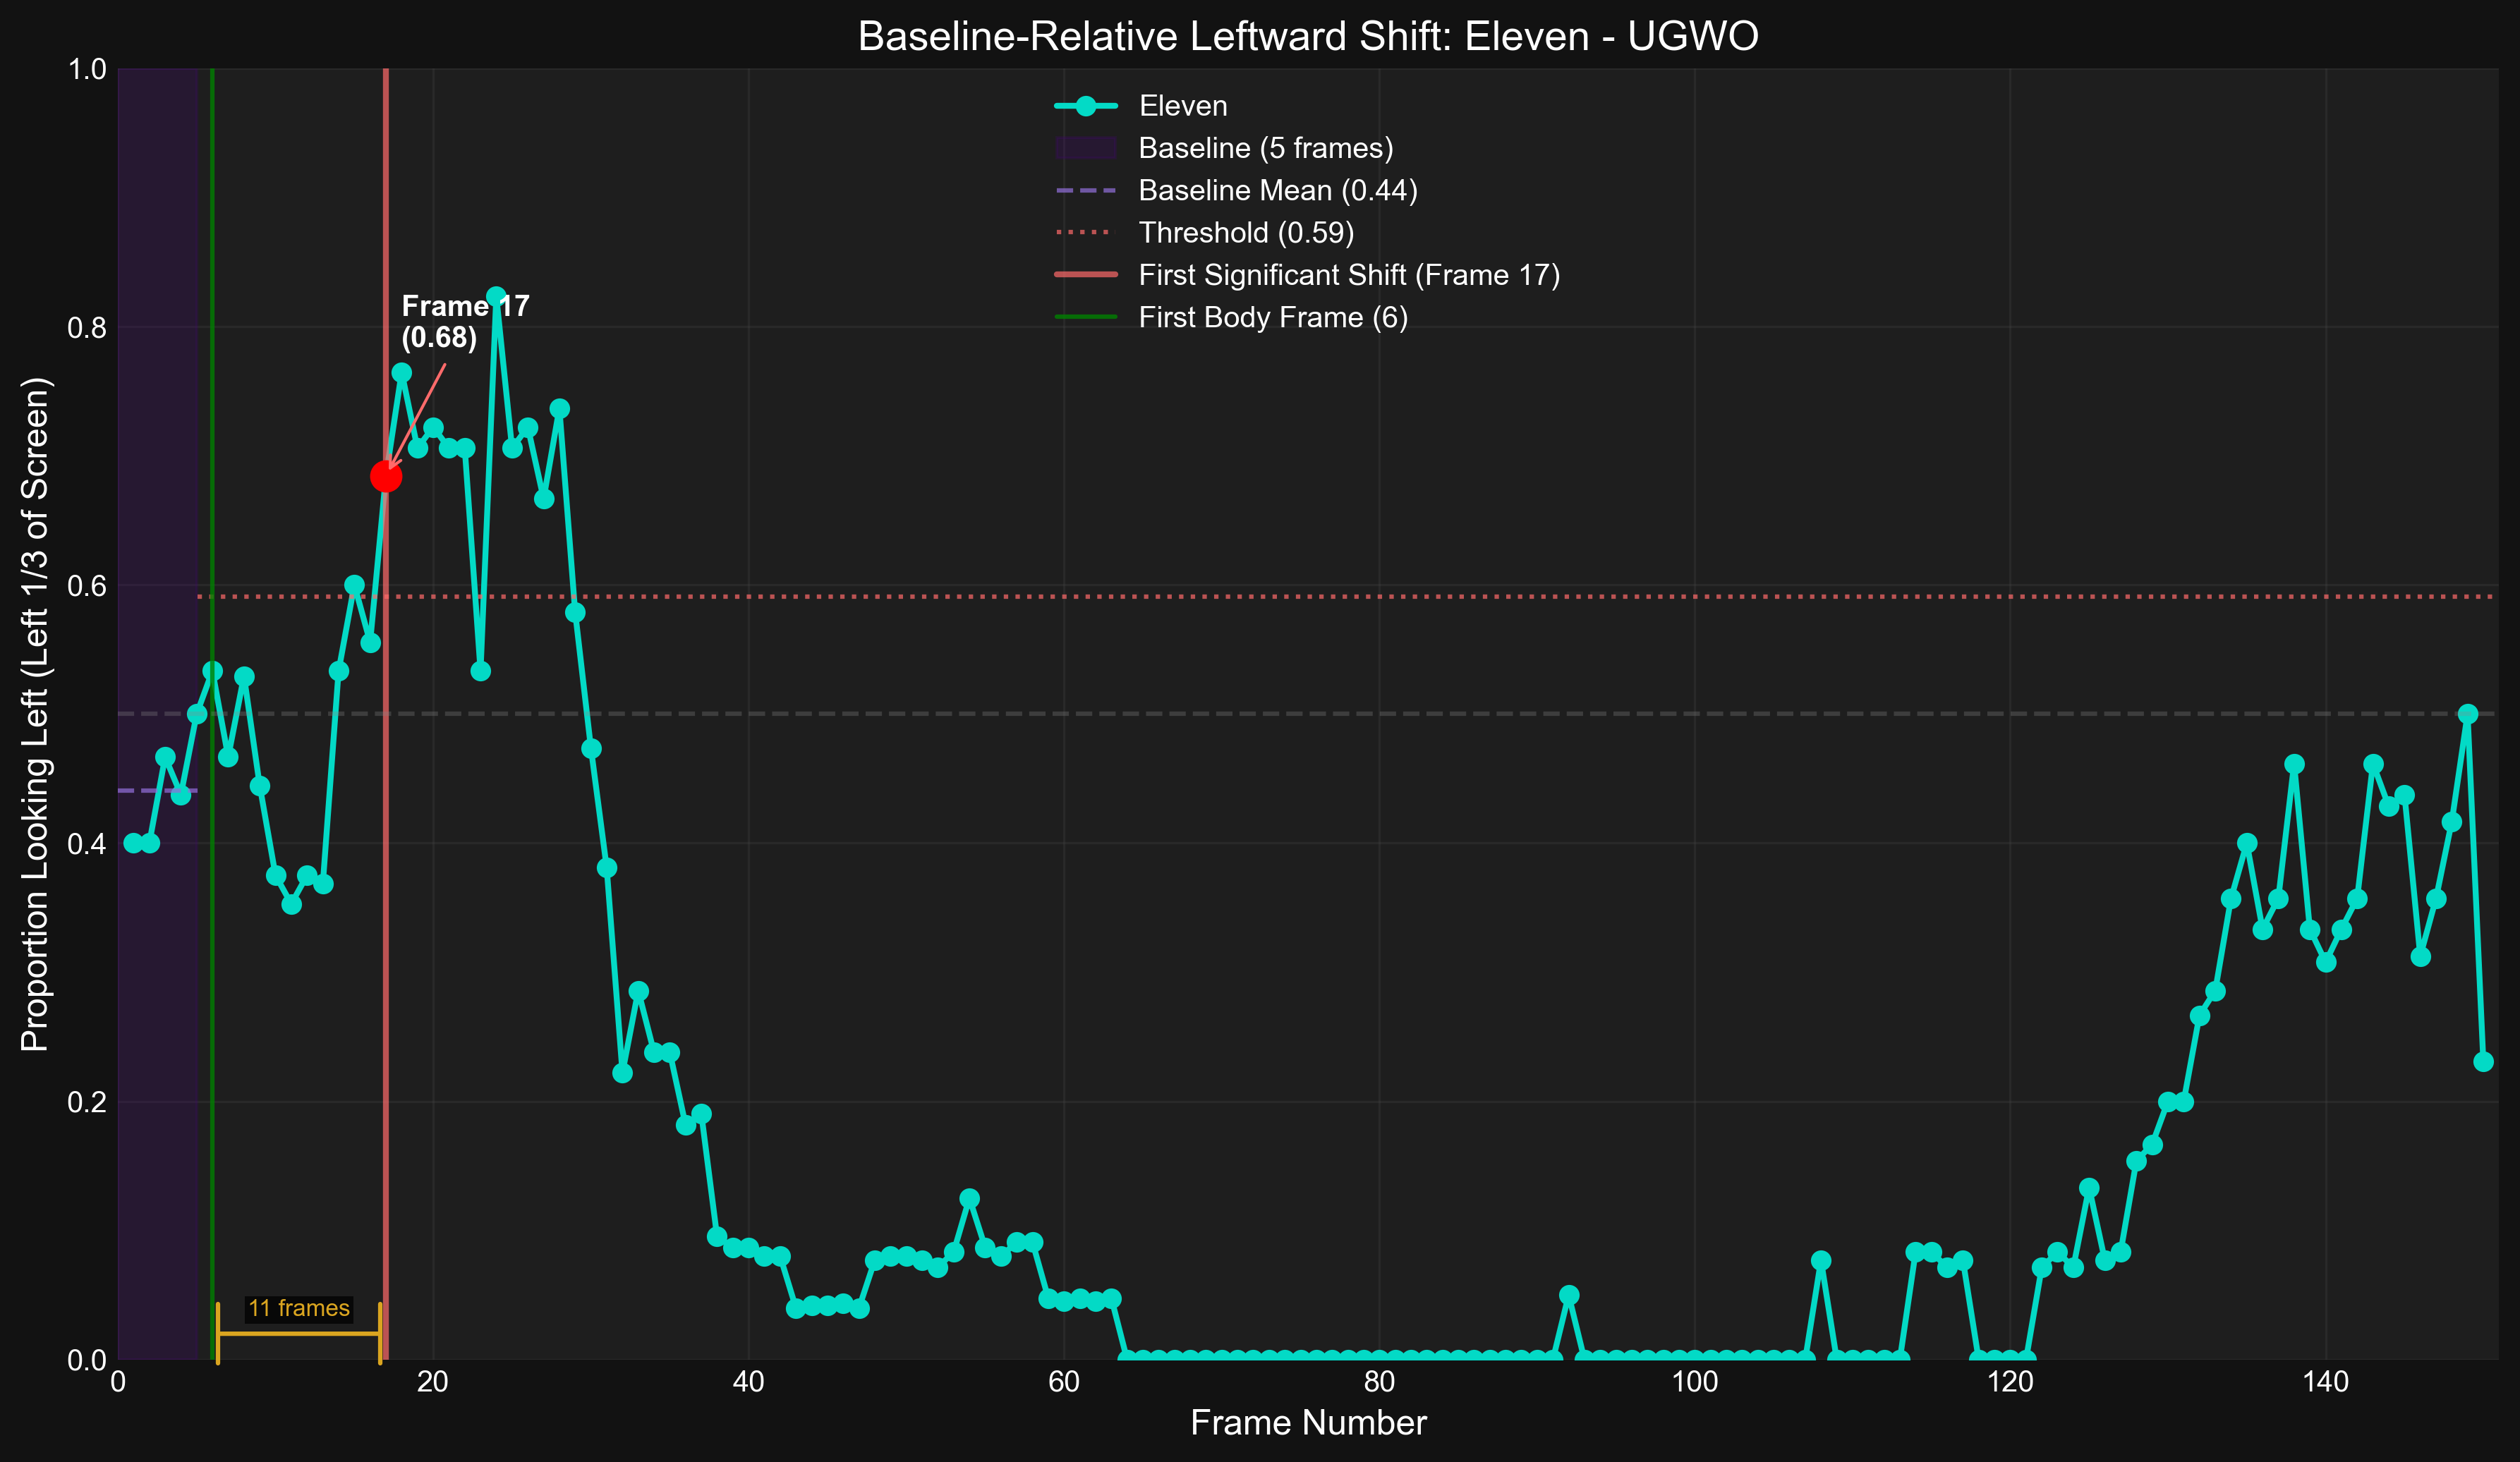 Baseline-Relative Leftward Shift: Eleven - UGWO
Eleven
Baseline (5 frames)
Baseline Mean (0.44)
Threshold (0.59)
First Significant Shift (Frame 17)
First Body Frame (6)
Frame 17
(0.68)
11 frames
Proportion Looking Left (Left 1/3 of Screen)
1.0
0.8
0.6
0.4
0.2
0.0
0 20 40 60 80 100 120 140
Frame Number